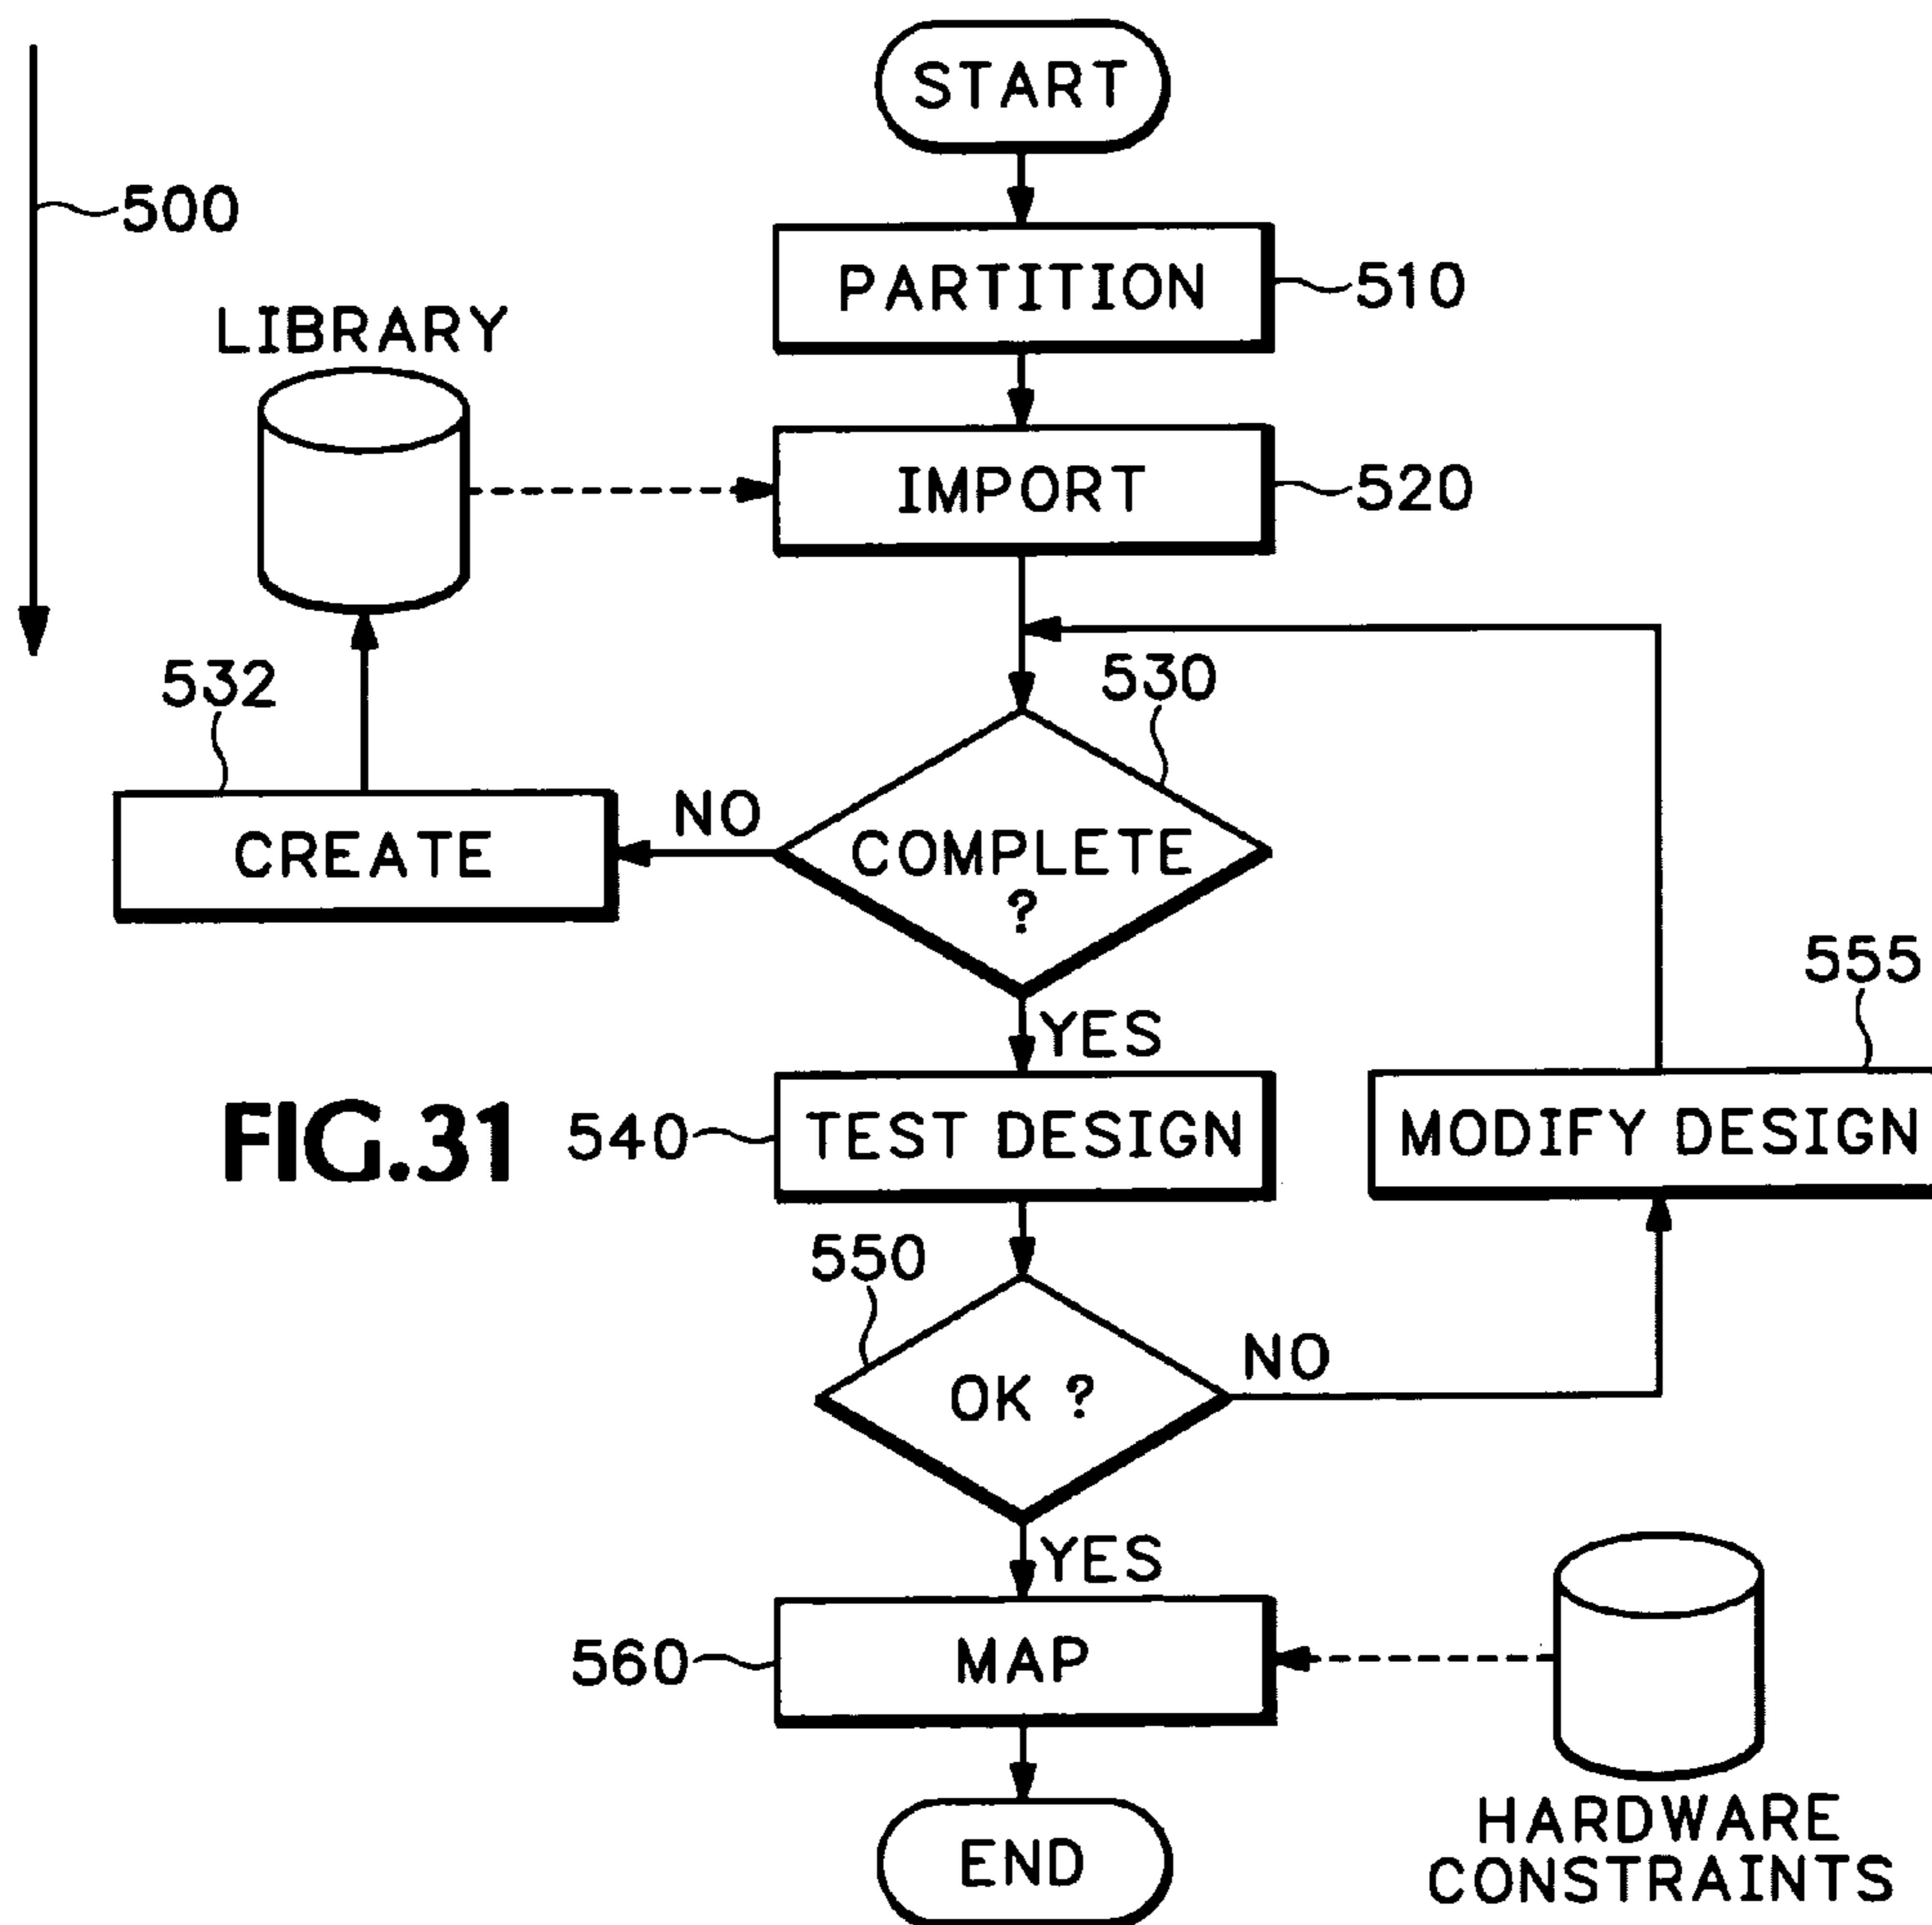 START
500
PARTITION
510
LIBRARY
IMPORT
520
532
530
CREATE
NO
COMPLETE
?
555
YES
FIG.31
540
TEST DESIGN
MODIFY DESIGN
550
OK ?
NO
YES
560
MAP
END
HARDWARE
CONSTRAINTS